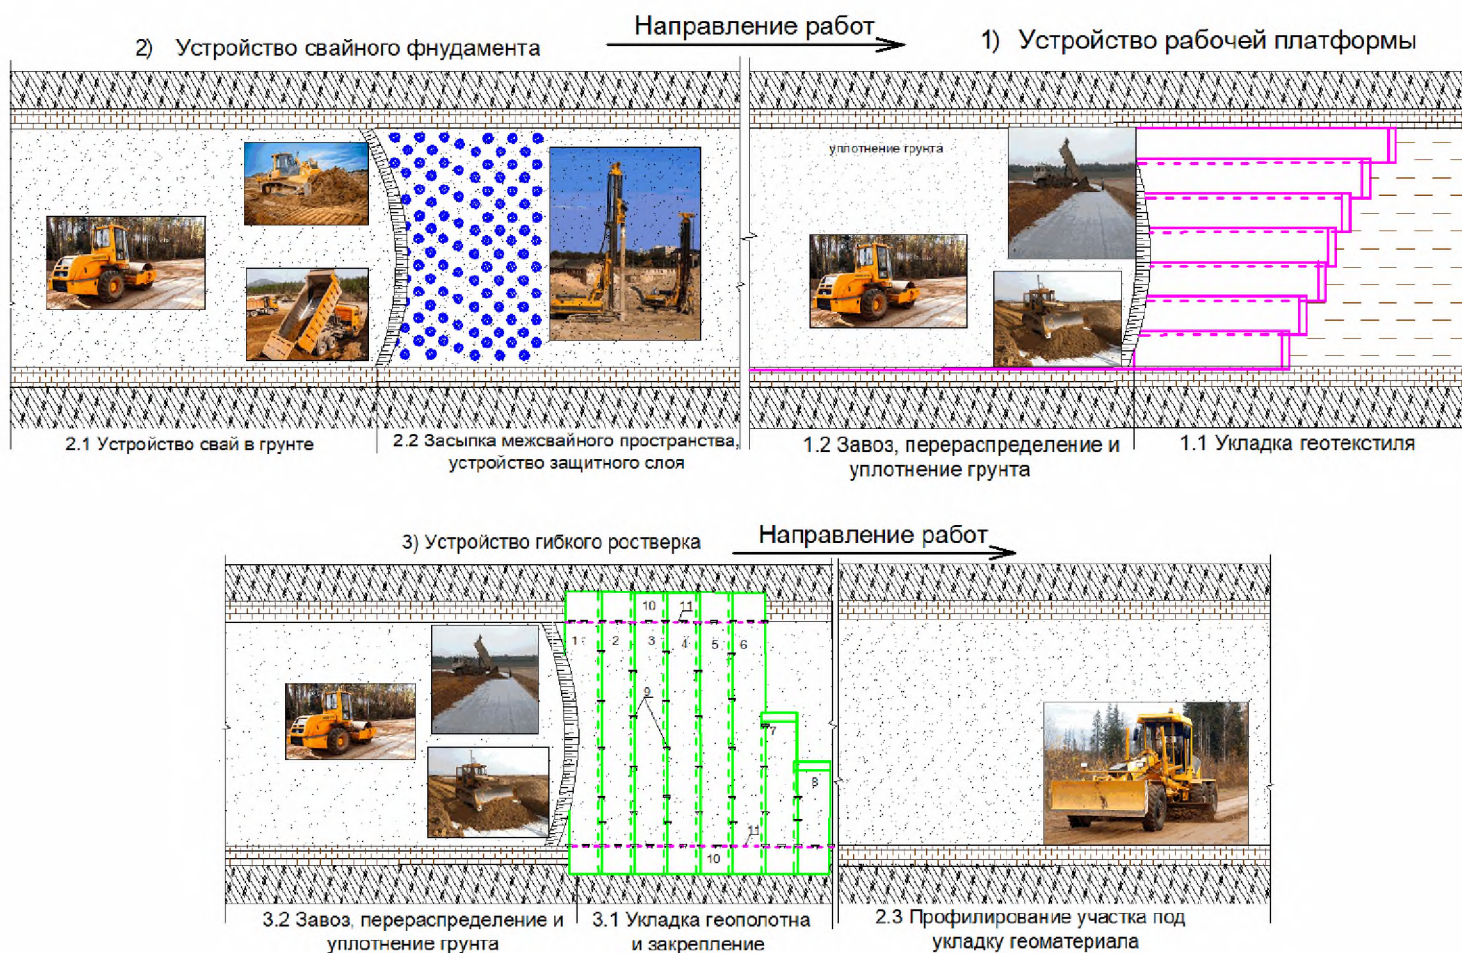 Направление работ
2) Устройство свайного фнудамента
1) Устройство рабочей платформы
уплотнение грунта
2.1 Устройство свай в грунте
2.2 Засыпка межсвайного пространства,
устройство защитного слоя
1.2 Завоз, перераспределение и
уплотнение грунта
1.1 Укладка геотекстиля
3) Устройство гибкого ростверка
Направление работ
10 11
1 2 3 4 5 6
9
7
8
11
10
3.2 Завоз, перераспределение и
уплотнение грунта
3.1 Укладка геополотна
и закрепление
2.3 Профилирование участка под
укладку геоматериала